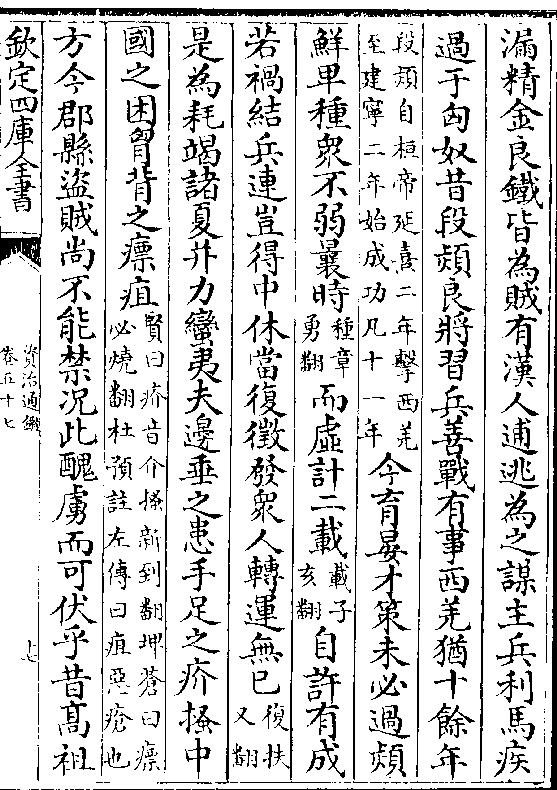 漏精金良鐵皆為賊有漢人逋逃為之謀主兵利馬疾
過于匈奴昔段熲良將習兵善戰有事西羌猶十餘年
段熲自桓帝延喜二年擊西羌
至建寧二年始成功凡十一年
今育晏才策未必過熲
鮮卑種眾不弱曩時
種章
勇翻
而虛計二載
載子
亥翻
自許有成
若禍結兵連豈得中休當復徵發眾人轉運無已
復扶
又翻
是為耗竭諸夏并力蠻夷夫邊垂之患手足之疥搔中
國之困胷背之瘭疽
賢曰疥音介搔新到翻埤蒼曰瘭
必燒翻杜預註左傳曰疽惡瘡也
方今郡縣盜賊尚不能禁況此醜虜而可伏乎昔高祖
欽定四庫全書
資治通鑑
卷五十七
十七